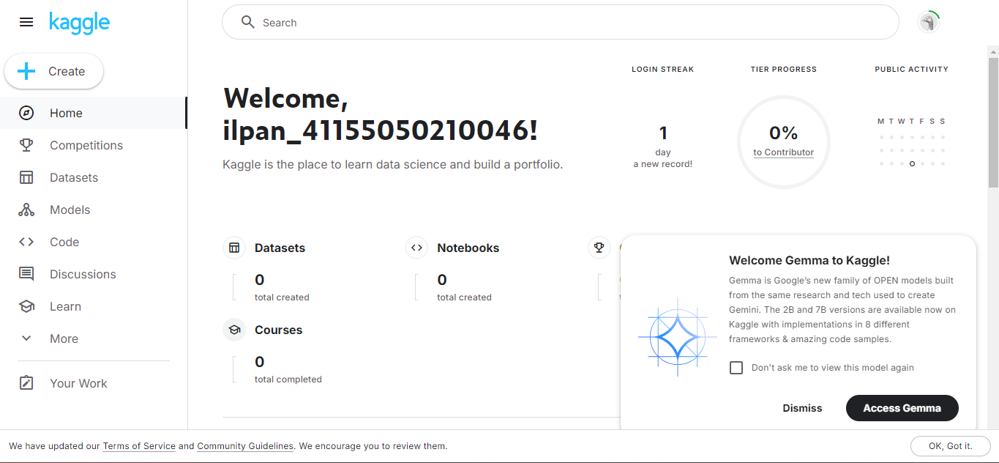 kaggle
Search
Create
Home
Competitions
Datasets
Models
Code
Discussions
Learn
More
Your Work
Welcome,
ilpan_41155050210046!
Kaggle is the place to learn data science and build a portfolio.
LOGIN STREAK
1
day
a new record!
TIER PROGRESS
0%
to Contributor
PUBLIC ACTIVITY
M T W T F S S
Datasets
0
total created
Notebooks
0
total created
Courses
0
total completed
Welcome Gemma to Kaggle!
Gemma is Google's new family of OPEN models built
from the same research and tech used to create
Gemini. The 2B and 7B versions are available now on
Kaggle with implementations in 8 different
frameworks & amazing code samples.
Don't ask me to view this model again
Dismiss
Access Gemma
We have updated our Terms of Service and Community Guidelines. We encourage you to review them.
OK, Got it.